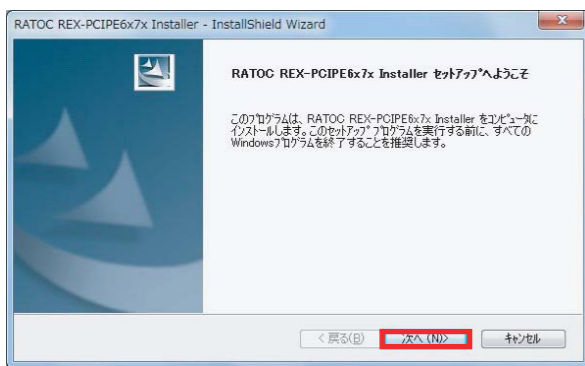 RATOC REX-PCIPE6x7x Installer - InstallShield Wizard
RATOC REX-PCIPE6x7x Installer ｾｯﾄｱｯﾌﾟへようこそ
このﾌﾟﾛｸﾞﾗﾑは、RATOC REX-PCIPE6x7x Installer をｺﾝﾋﾟｭｰﾀに
ｲﾝｽﾄｰﾙします。このｾｯﾄｱｯﾌﾟ ﾌﾟﾛｸﾞﾗﾑを実行する前に、すべての
Windowsﾌﾟﾛｸﾞﾗﾑを終了することを推奨します。
< 戻る(B)
次へ (N)>
ｷｬﾝｾﾙ